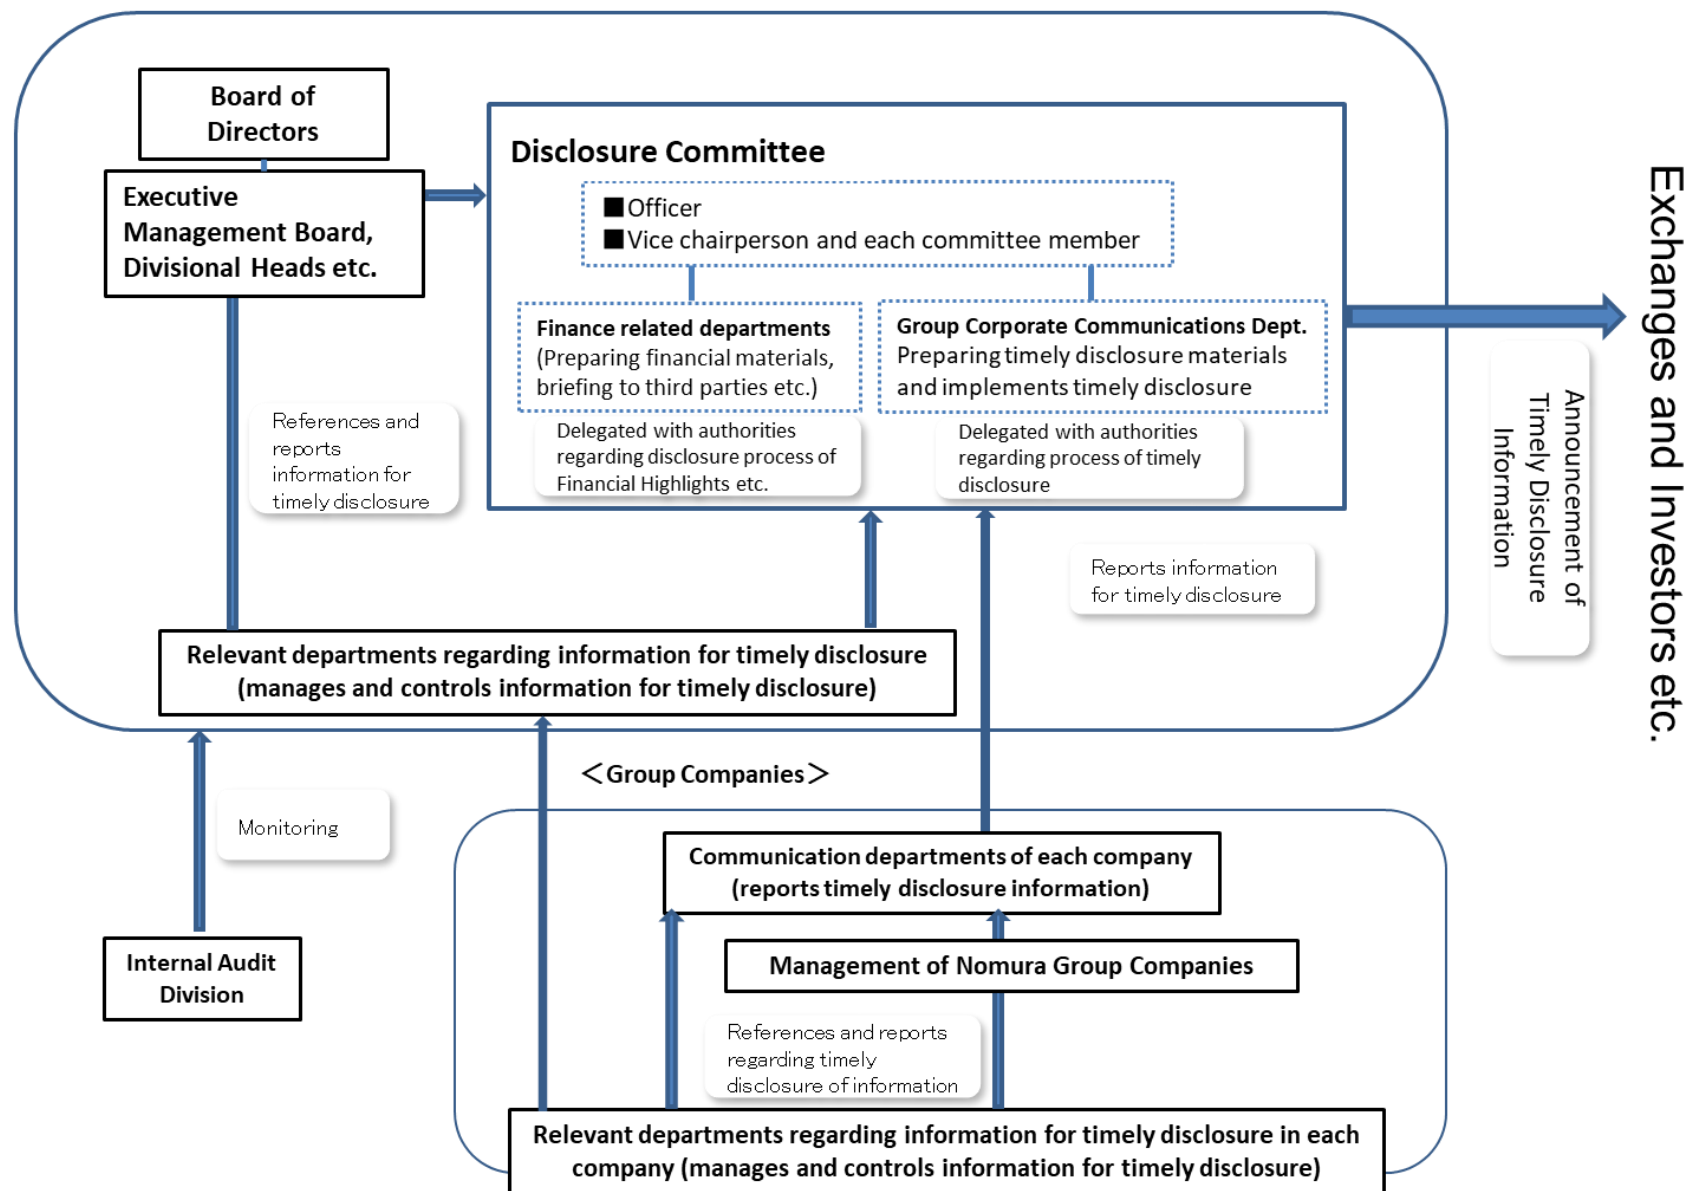 Board of
Directors
Executive
Management Board,
Divisional Heads etc.
Disclosure Committee
■Officer
■Vice chairperson and each committee member
Finance related departments
(Preparing financial materials,
briefing to third parties etc.)
Group Corporate Communications Dept.
Preparing timely disclosure materials
and implements timely disclosure
Delegated with authorities
regarding disclosure process of
Financial Highlights etc.
Delegated with authorities
regarding process of timely
disclosure
References and
reports
information for
timely disclosure
Reports information
for timely disclosure
Exchanges and Investors etc.
Announcement of
Timely Disclosure
Information
Relevant departments regarding information for timely disclosure
(manages and controls information for timely disclosure)
Monitoring
Internal Audit
Division
＜Group Companies＞
Communication departments of each company
(reports timely disclosure information)
Management of Nomura Group Companies
References and reports
regarding timely
disclosure of information
Relevant departments regarding information for timely disclosure in each
company (manages and controls information for timely disclosure)